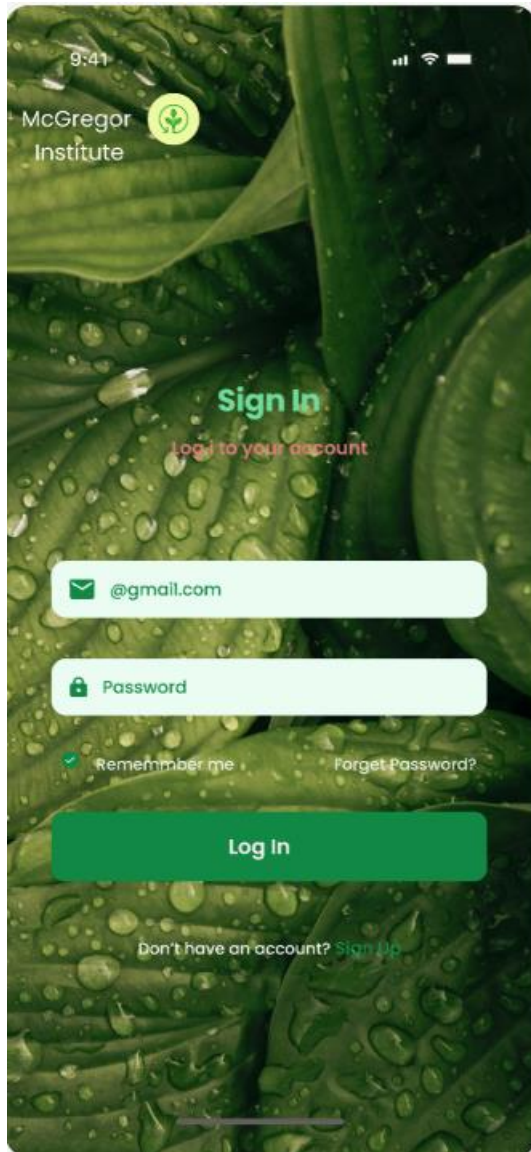 9:41
McGregor
Institute
Sign In
Log i to your account
@gmail.com
Password
Rememmber me
Forget Password?
Log In
Don't have an account? Sign Up